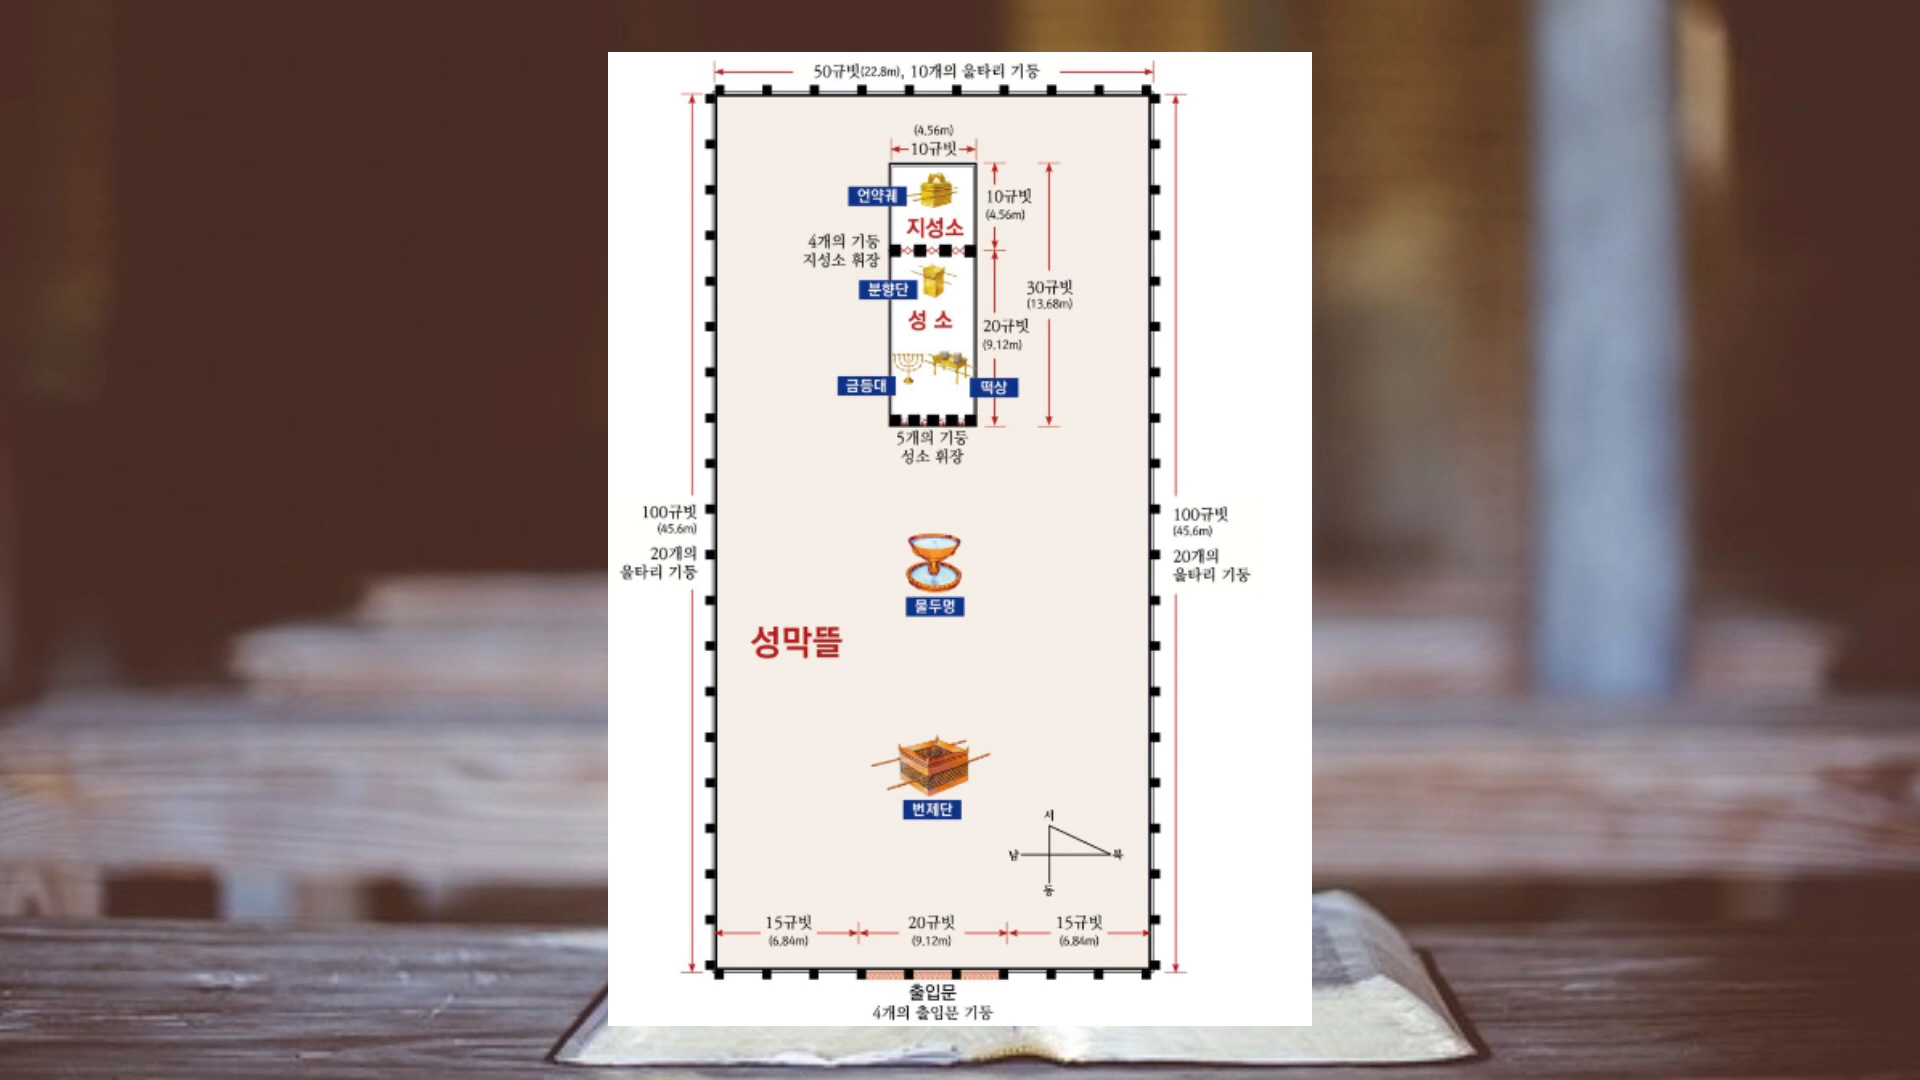 50규빗(22.8m), 10개의 울타리 기둥
(4.56m)
10규빗
언약궤
10규빗
(4.56m)
지성소
4개의 기둥
지성소 휘장
분향단
30규빗
(13.68m)
성 소
20규빗
(9.12m)
금등대
떡상
5개의 기둥
성소 휘장
100규빗
(45.6m)
20개의
울타리 기둥
100규빗
(45.6m)
20개의
울타리 기둥
물두멍
성막뜰
번제단
서
남
북
동
15규빗
(6.84m)
20규빗
(9.12m)
15규빗
(6.84m)
출입문
4개의 출입문 기둥